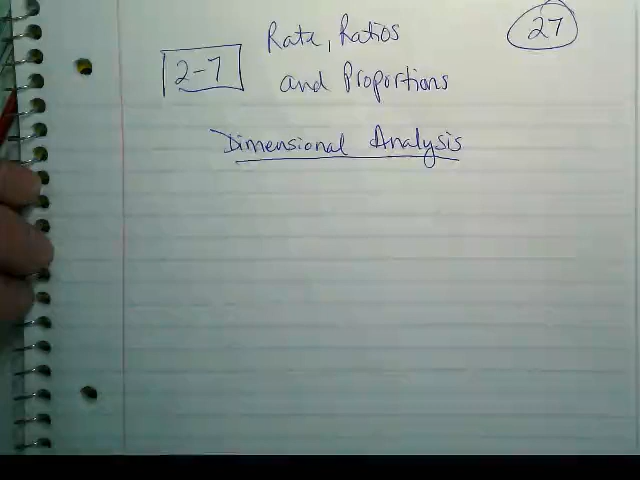 Rate, Ratios
27
2-7
and Proportions
Dimensional Analysis